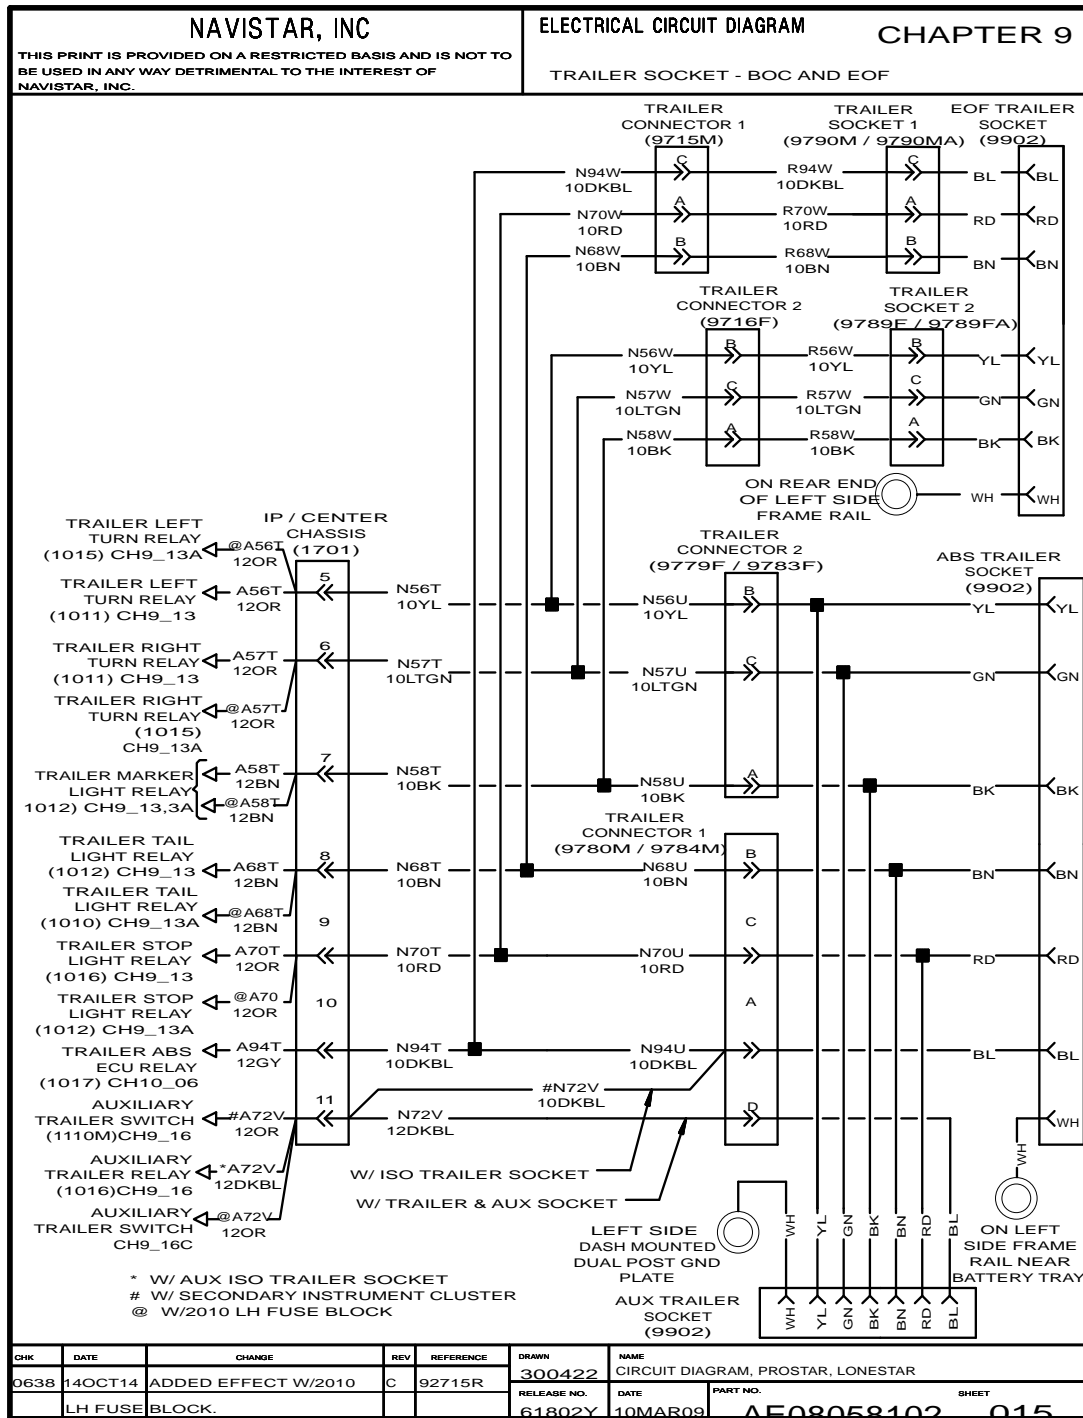 NAVISTAR, INC
THIS PRINT IS PROVIDED ON A RESTRICTED BASIS AND IS NOT TO
BE USED IN ANY WAY DETRIMENTAL TO THE INTEREST OF
NAVISTAR, INC.
ELECTRICAL CIRCUIT DIAGRAM
CHAPTER 9
TRAILER SOCKET - BOC AND EOF
TRAILER
CONNECTOR 1
(9715M)
TRAILER
SOCKET 1
(9790M / 9790MA)
EOF TRAILER
SOCKET
(9902)
N94W
10DKBL
C
R94W
10DKBL
C
BL
BL
N70W
10RD
A
R70W
10RD
A
RD
RD
N68W
10BN
B
R68W
10BN
B
BN
BN
TRAILER
CONNECTOR 2
(9716F)
TRAILER
SOCKET 2
(9789F / 9789FA)
N56W
10YL
B
R56W
10YL
B
YL
YL
N57W
10LTGN
C
R57W
10LTGN
C
GN
GN
N58W
10BK
A
R58W
10BK
A
BK
BK
ON REAR END
OF LEFT SIDE
FRAME RAIL
WH
WH
TRAILER LEFT
TURN RELAY
(1015) CH9_13A
@A56T
12OR
IP / CENTER
CHASSIS
(1701)
TRAILER
CONNECTOR 2
(9779F / 9783F)
ABS TRAILER
SOCKET
(9902)
TRAILER LEFT
TURN RELAY
(1011) CH9_13
A56T
12OR
5
N56T
10YL
N56U
10YL
B
YL
YL
TRAILER RIGHT
TURN RELAY
(1011) CH9_13
A57T
12OR
6
N57T
10LTGN
N57U
10LTGN
C
GN
GN
TRAILER RIGHT
TURN RELAY
(1015)
CH9_13A
@A57T
12OR
TRAILER MARKER
LIGHT RELAY
1012) CH9_13,3A
A58T
12BN
@A58T
12BN
7
N58T
10BK
N58U
10BK
A
BK
BK
TRAILER
CONNECTOR 1
(9780M / 9784M)
TRAILER TAIL
LIGHT RELAY
(1012) CH9_13
A68T
12BN
8
N68T
10BN
N68U
10BN
B
BN
BN
TRAILER TAIL
LIGHT RELAY
(1010) CH9_13A
@A68T
12BN
9
C
TRAILER STOP
LIGHT RELAY
(1016) CH9_13
A70T
12OR
N70T
10RD
N70U
10RD
RD
RD
TRAILER STOP
LIGHT RELAY
(1012) CH9_13A
@A70
12OR
10
A
TRAILER ABS
ECU RELAY
(1017) CH10_06
A94T
12GY
N94T
10DKBL
N94U
10DKBL
BL
BL
#N72V
10DKBL
AUXILIARY
TRAILER SWITCH
(1110M)CH9_16
#A72V
12OR
11
N72V
12DKBL
D
WH
AUXILIARY
TRAILER RELAY
(1016)CH9_16
*A72V
12DKBL
W/ ISO TRAILER SOCKET
WH
AUXILIARY
TRAILER SWITCH
CH9_16C
@A72V
12OR
W/ TRAILER & AUX SOCKET
LEFT SIDE
DASH MOUNTED
DUAL POST GND
PLATE
WH
YL
GN
BK
BN
RD
BL
ON LEFT
SIDE FRAME
RAIL NEAR
BATTERY TRAY
* W/ AUX ISO TRAILER SOCKET
# W/ SECONDARY INSTRUMENT CLUSTER
@ W/2010 LH FUSE BLOCK
AUX TRAILER
SOCKET
(9902)
WH
YL
GN
BK
BN
RD
BL
CHK DATE CHANGE REV REFERENCE
0638 14OCT14 ADDED EFFECT W/2010 C 92715R
LH FUSE BLOCK.
DRAWN
300422
NAME
CIRCUIT DIAGRAM, PROSTAR, LONESTAR
RELEASE NO.
61802Y
DATE
10MAR09
PART NO.
AE08058102
SHEET
015